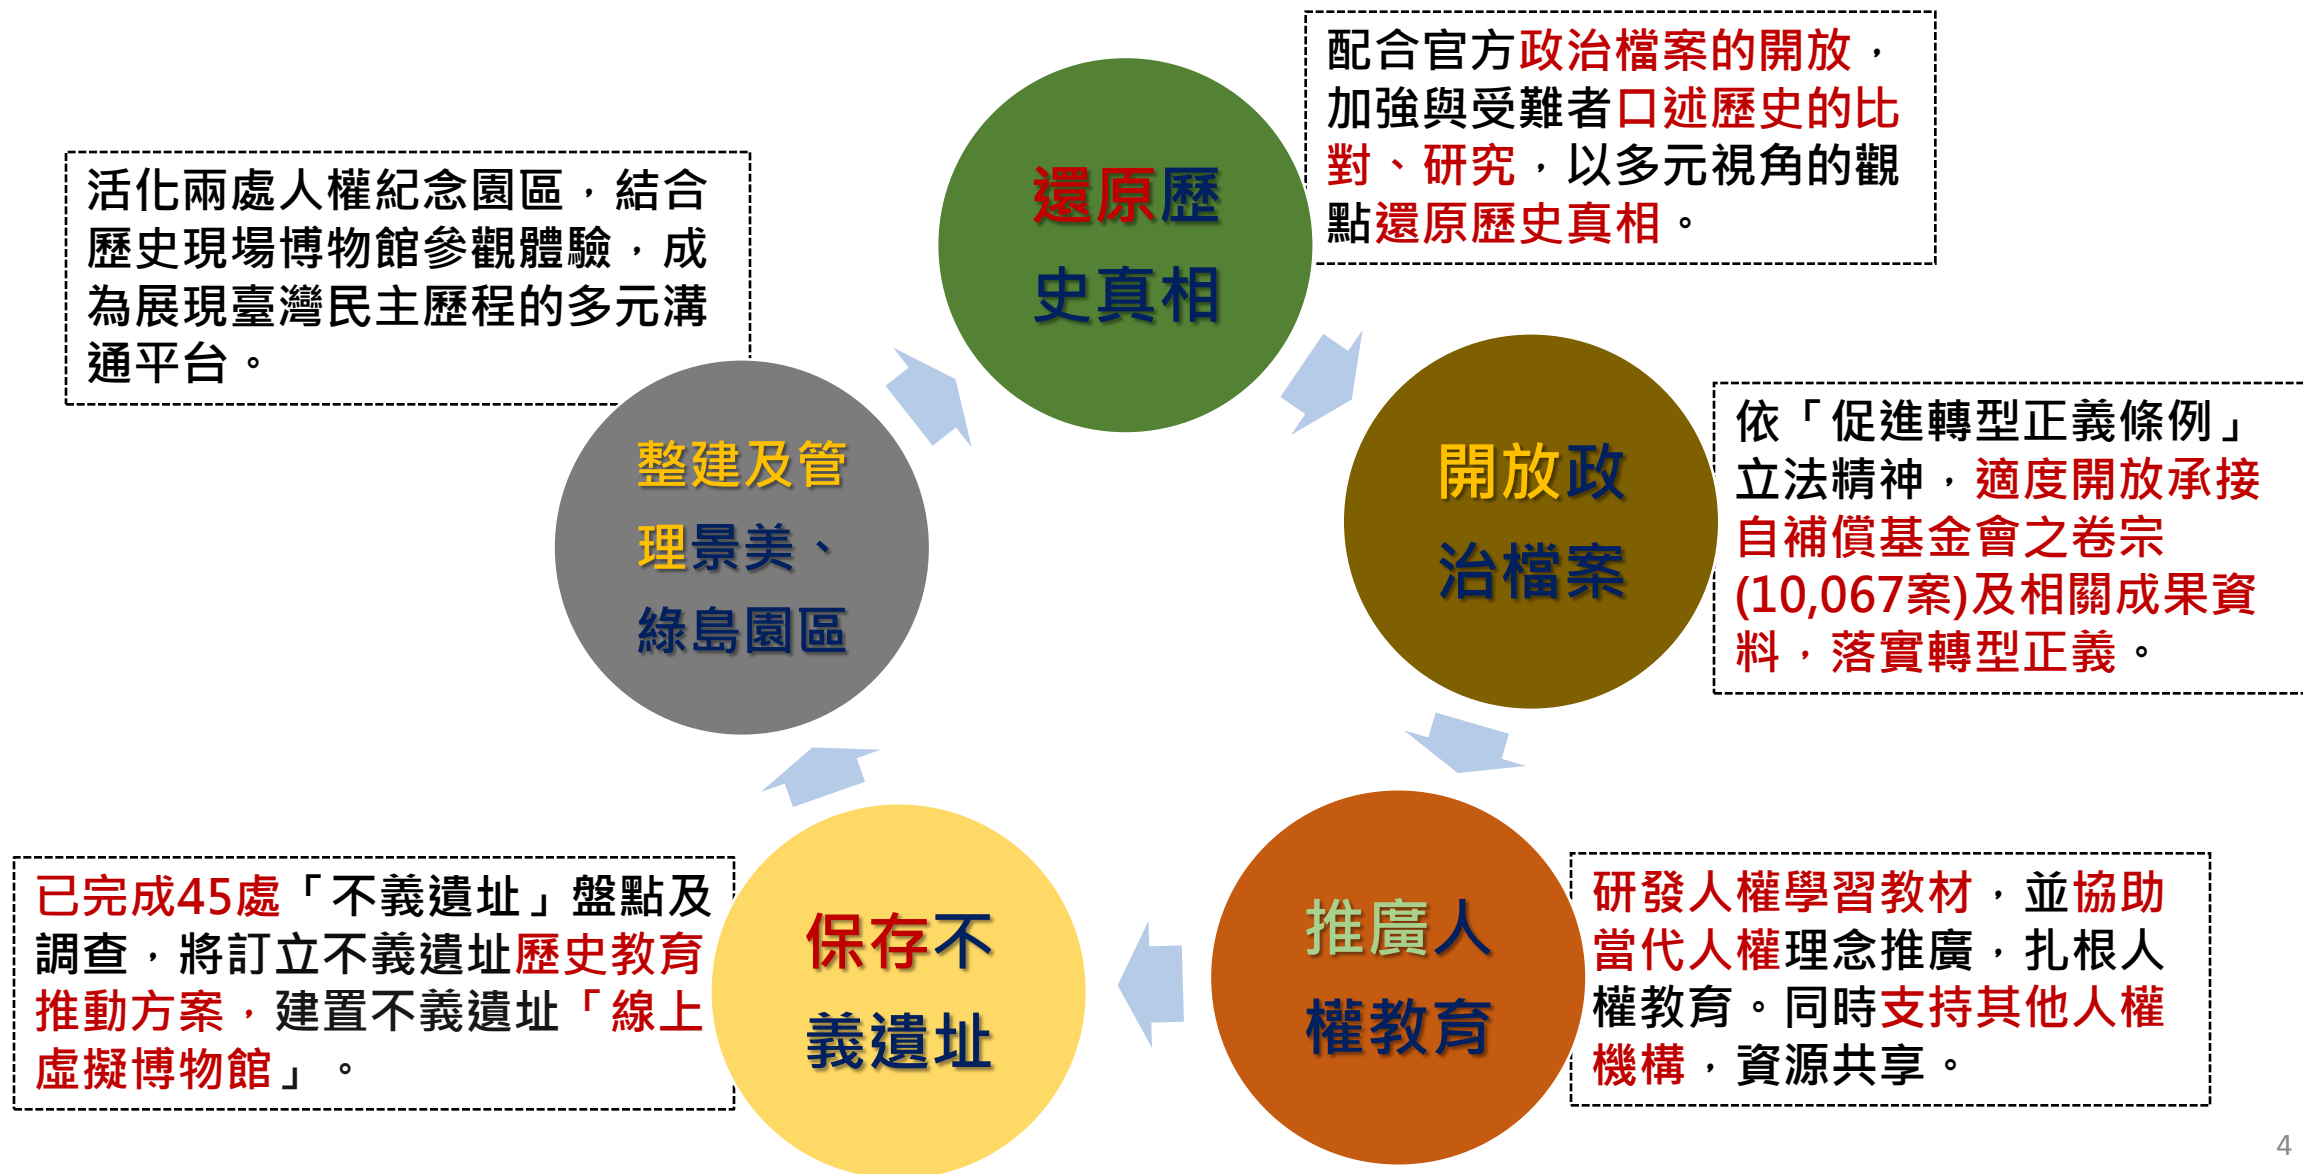 還原歷
史真相
配合官方政治檔案的開放，
加強與受難者口述歷史的比
對、研究，以多元視角的觀
點還原歷史真相。
開放政
治檔案
依「促進轉型正義條例」
立法精神，適度開放承接
自補償基金會之卷宗
(10,067案)及相關成果資
料，落實轉型正義。
推廣人
權教育
研發人權學習教材，並協助
當代人權理念推廣，扎根人
權教育。同時支持其他人權
機構，資源共享。
保存不
義遺址
已完成45處「不義遺址」盤點及
調查，將訂立不義遺址歷史教育
推動方案，建置不義遺址「線上
虛擬博物館」。
整建及管
理景美、
綠島園區
活化兩處人權紀念園區，結合
歷史現場博物館參觀體驗，成
為展現臺灣民主歷程的多元溝
通平台。
4